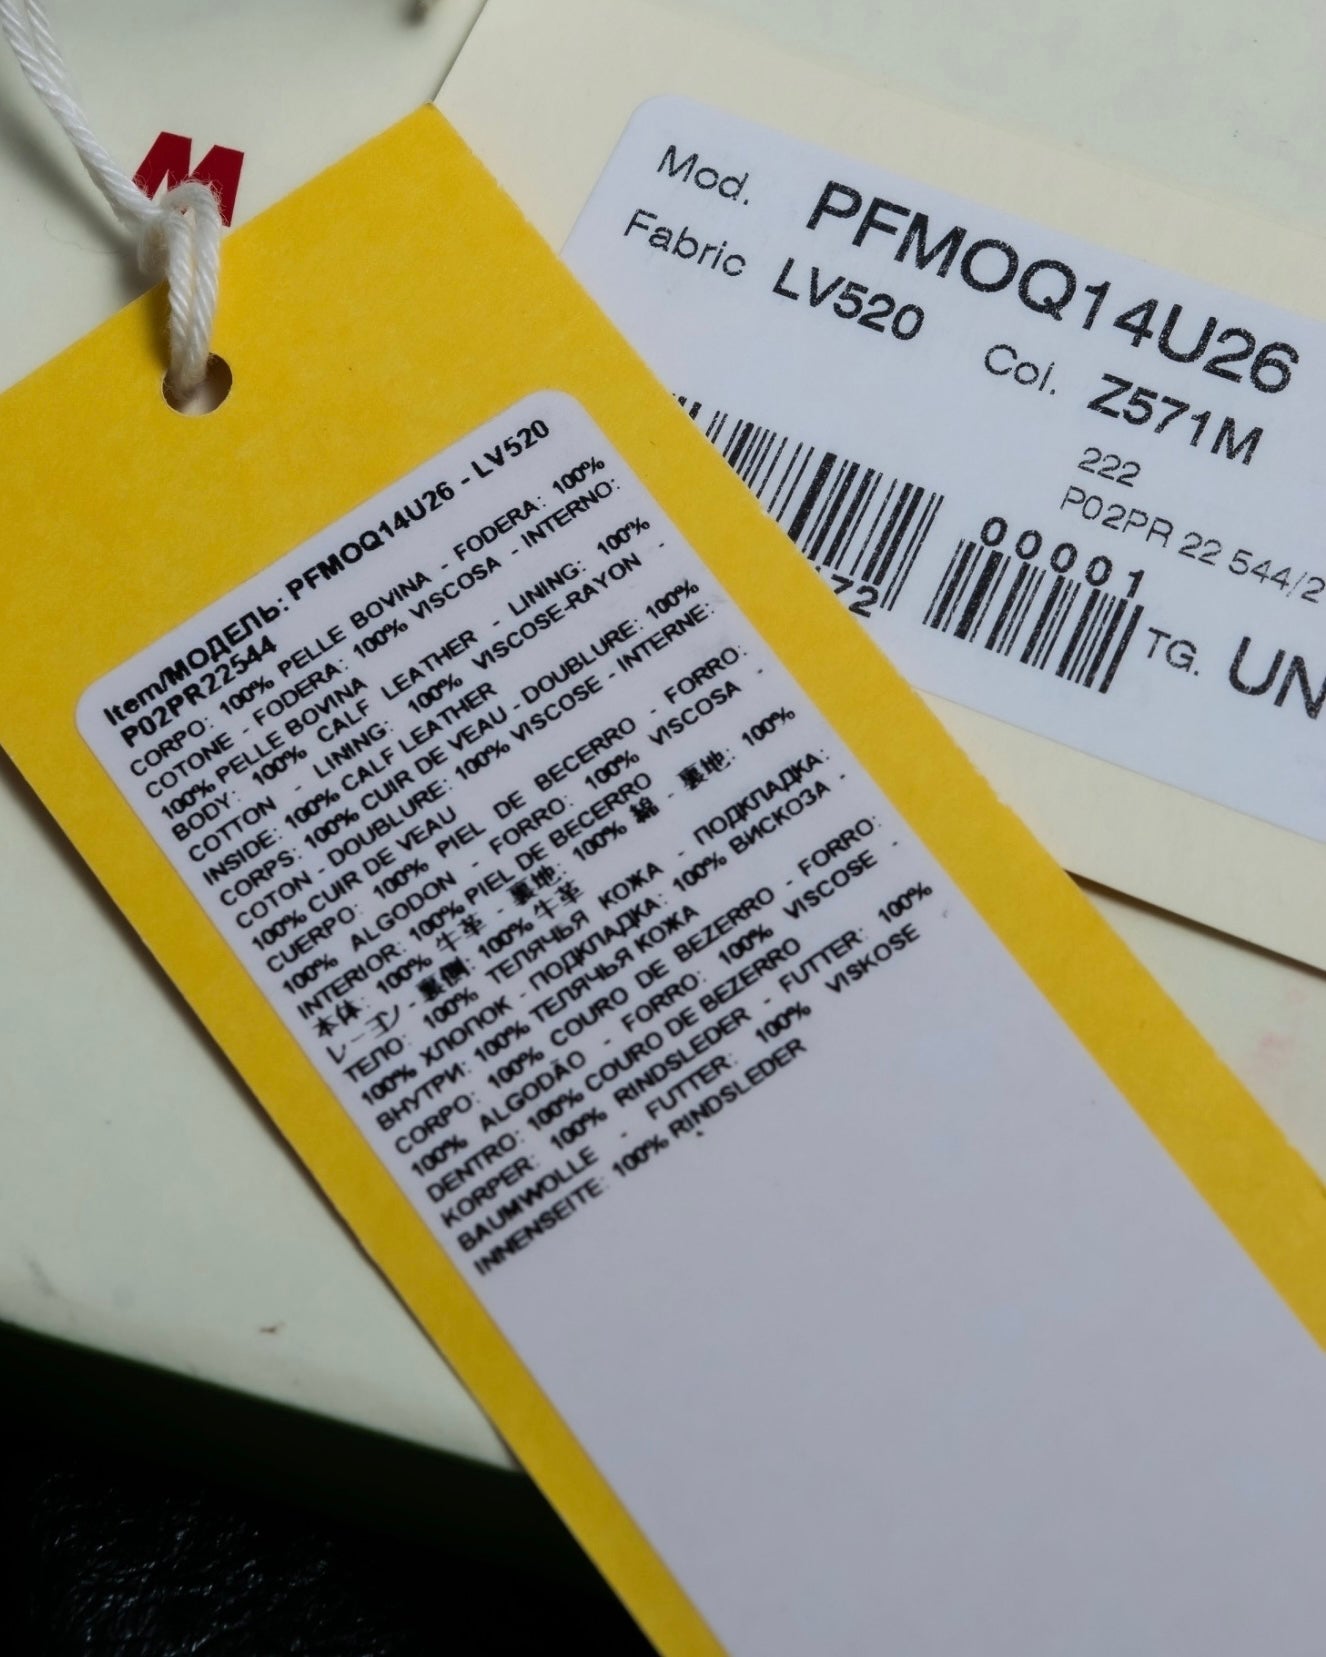 M
Mod. PFMOQ14U26
Fabric LV520 Col. Z571M
222
P02PR 22 544/2
00001
72
TG. UN
Item/МОДЕЛЬ: PFMOQ14U26 - LV520
P02PR22544
CORPO: 100% PELLE BOVINA - FODERA: 100%
COTONE - FODERA: 100% VISCOSA - INTERNO:
100% PELLE BOVINA
BODY: 100% CALF LEATHER - LINING: 100%
COTTON - LINING: 100% VISCOSE-RAYON -
INSIDE: 100% CALF LEATHER
CORPS: 100% CUIR DE VEAU - DOUBLURE: 100%
COTON - DOUBLURE: 100% VISCOSE - INTERNE:
100% CUIR DE VEAU
CUERPO: 100% PIEL DE BECERRO - FORRO:
100% ALGODON - FORRO: 100% VISCOSA -
INTERIOR: 100% PIEL DE BECERRO
本体: 100% 牛革 - 裏地: 100% 綿 - 裏地: 100%
レーヨン - 裏側: 100% 牛革
ТЕЛО: 100% ТЕЛЯЧЬЯ КОЖА - ПОДКЛАДКА:
100% ХЛОПОК - ПОДКЛАДКА: 100% ВИСКОЗА -
ВНУТРИ: 100% ТЕЛЯЧЬЯ КОЖА
CORPO: 100% COURO DE BEZERRO - FORRO:
100% ALGODÃO - FORRO: 100% VISCOSE -
DENTRO: 100% COURO DE BEZERRO
KORPER: 100% RINDSLEDER - FUTTER: 100%
BAUMWOLLE - FUTTER: 100% VISKOSE
INNENSEITE: 100% RINDSLEDER